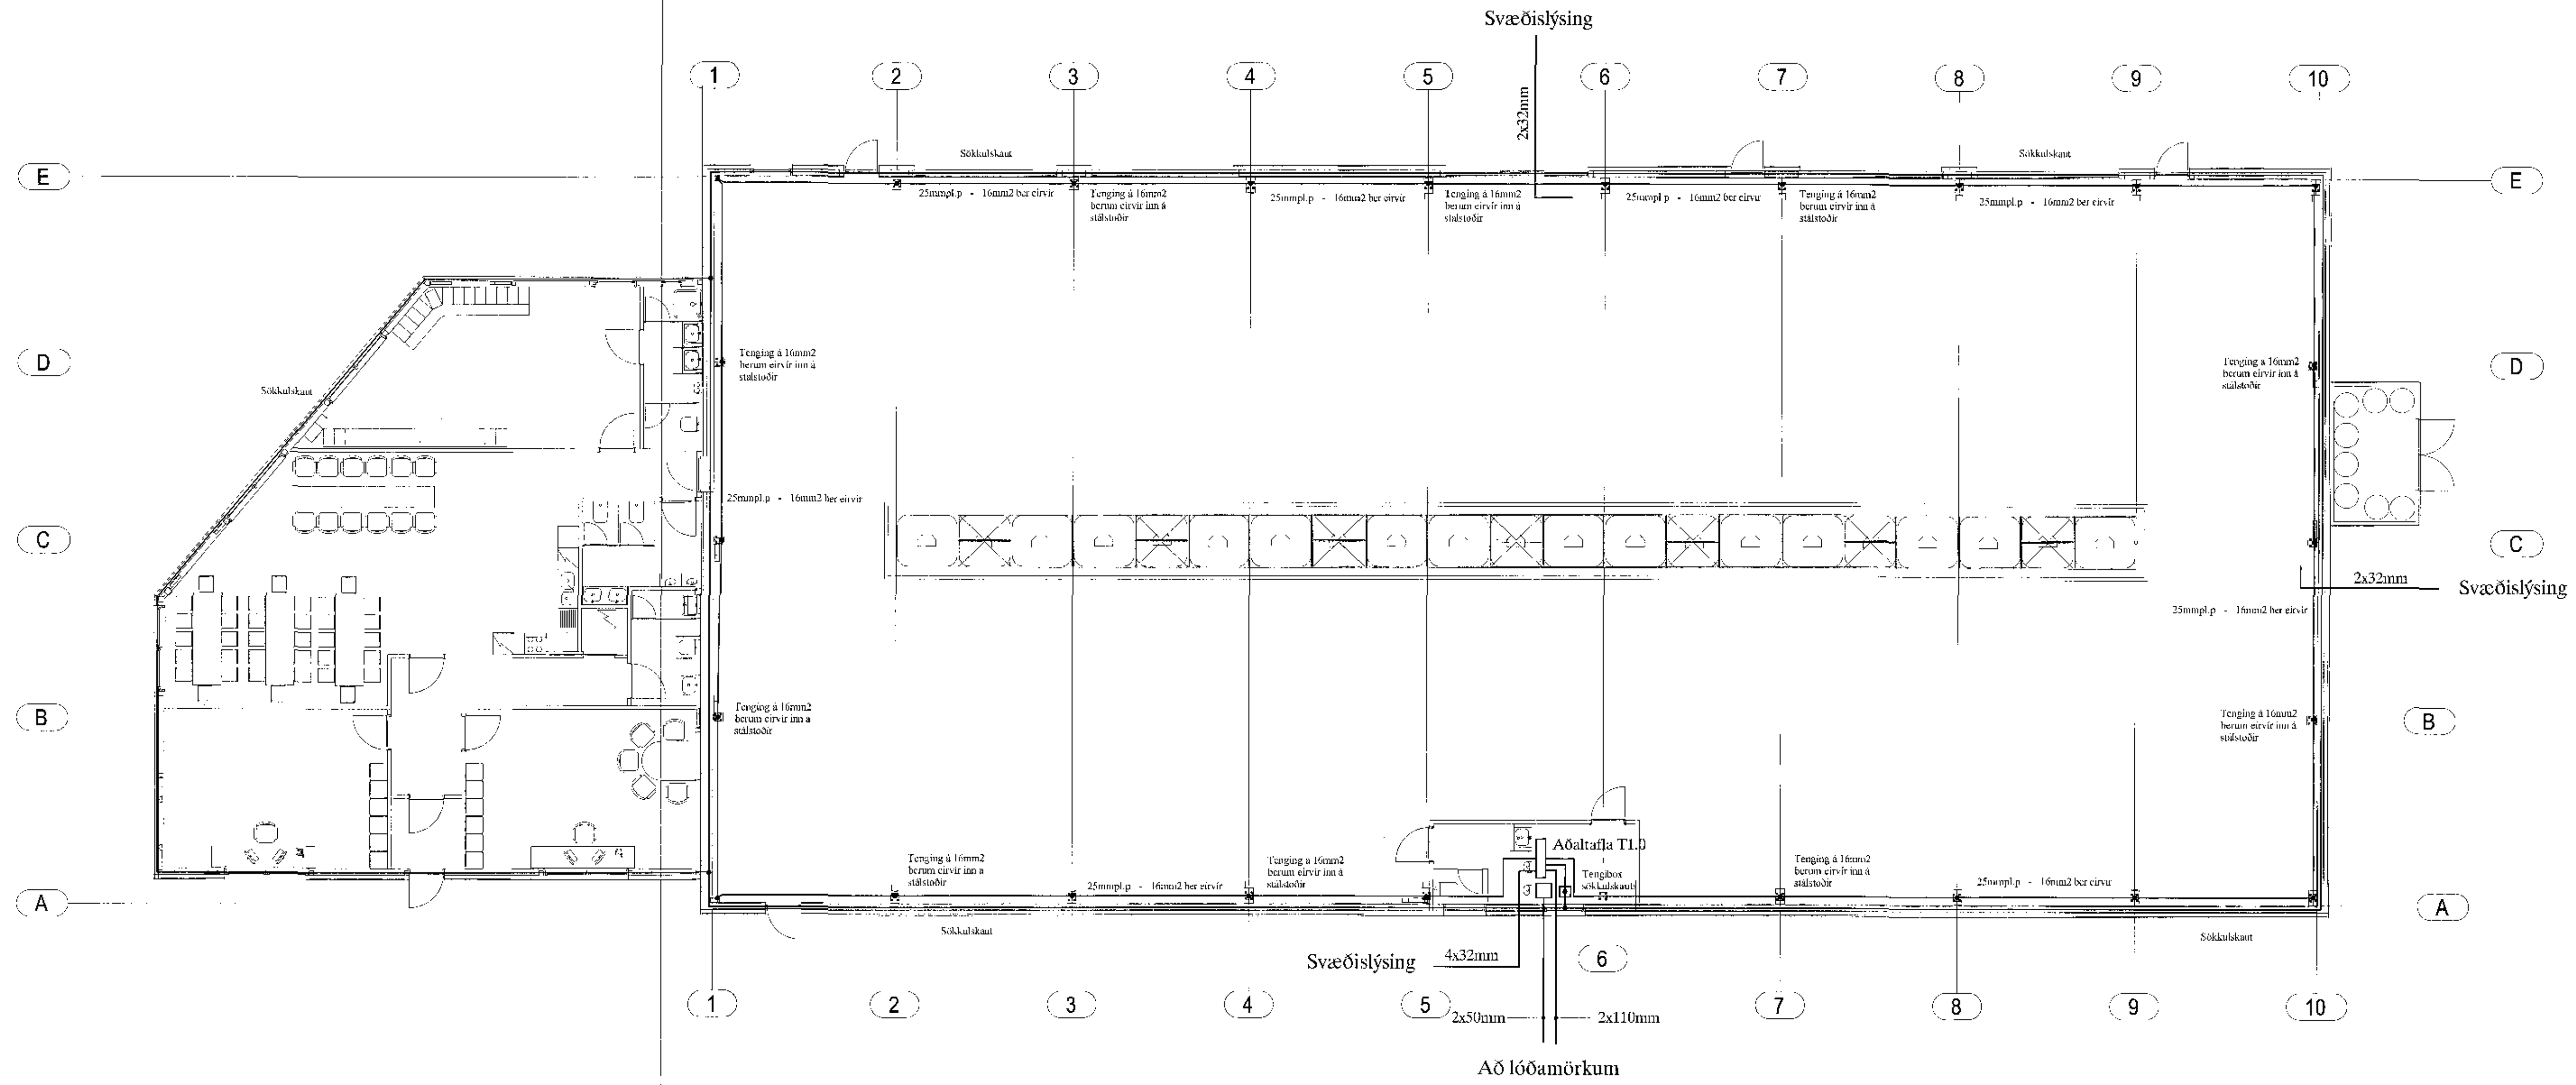 Svæðislýsing
1
2
3
4
5
6
7
8
9
10
2x32mm
Sökkulskaut
Sökkulskaut
E
E
25mmpl.p - 16mm2 ber eirvír
Tenging á 16mm2
berum eirvír inn á
stálstoðir
25mmpl.p - 16mm2 ber eirvír
Tenging á 16mm2
berum eirvír inn á
stálstoðir
25mmpl p - 16mm2 ber eirvír
Tenging á 16mm2
berum eirvír inn á
stálstoðir
25mmpl.p - 16mm2 ber eirvír
D
Tenging á 16mm2
berum eirvír inn á
stálstoðir
Tenging a 16mm2
berum eirvír inn á
stálstoðir
D
Sökkulskaut
25mmpl.p - 16mm2 ber eirvír
C
C
2x32mm
Svæðislýsing
25mmpl.p - 16mm2 ber eirvír
B
Tenging á 16mm2
berum eirvír inn a
stálstoðir
Tenging á 16mm2
berum eirvír inn á
stálstoðir
B
Aðaltafla T1.0
Tenging á 16mm2
berum eirvír inn a
stálstoðir
25mmpl.p - 16mm2 ber eirvír
Tenging a 16mm2
berum eirvír inn á
stálstoðir
Tengibox
sökkulskauts
Tenging á 16mm2
berum eirvír inn á
stálstoðir
25mmpl.p - 16mm2 ber eirvír
A
A
Sökkulskaut
Sökkulskaut
Svæðislýsing
4x32mm
6
1
2
3
4
5
7
8
9
10
2x50mm
2x110mm
Að lóðamörkum